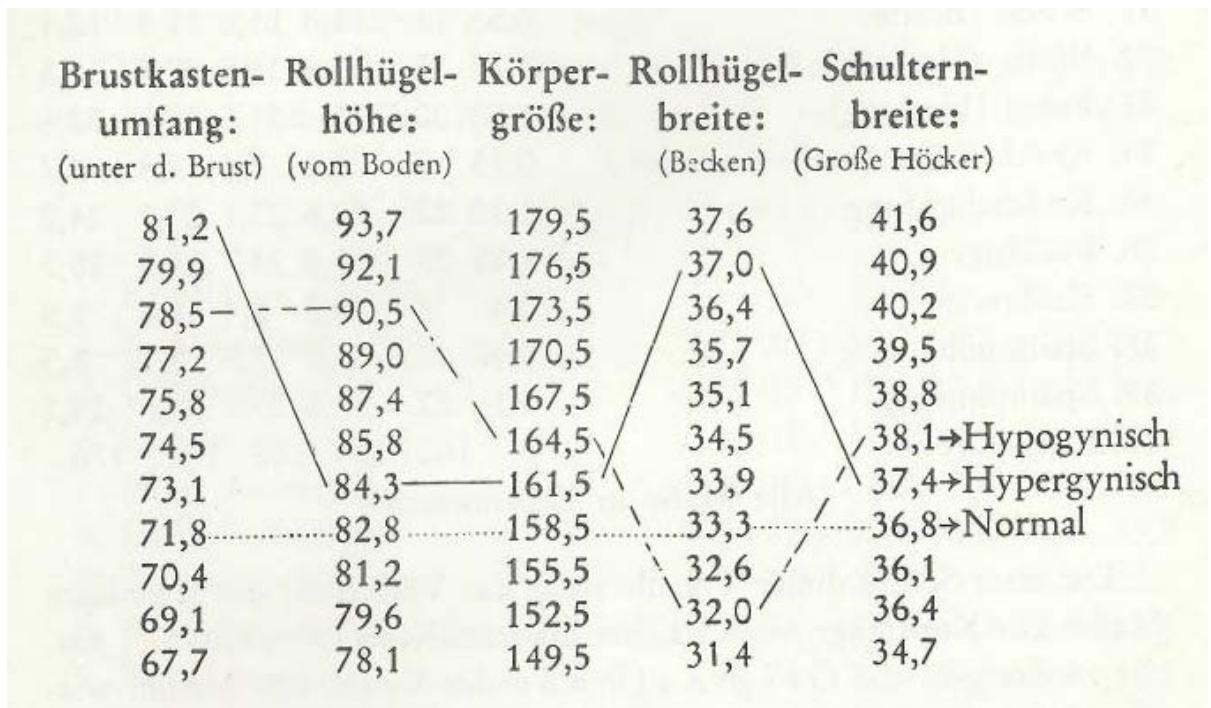 Brustkasten- Rollhügel- Körper- Rollhügel- Schultern-
umfang: höhe: größe: breite: breite:
(unter d. Brust) (vom Boden) (Becken) (Große Höcker)
81,2 93,7 179,5 37,6 41,6
79,9 92,1 176,5 37,0 40,9
78,5 90,5 173,5 36,4 40,2
77,2 89,0 170,5 35,7 39,5
75,8 87,4 167,5 35,1 38,8
74,5 85,8 164,5 34,5 38,1→Hypogynisch
73,1 84,3 161,5 33,9 37,4→Hypergynisch
71,8 82,8 158,5 33,3 36,8→Normal
70,4 81,2 155,5 32,6 36,1
69,1 79,6 152,5 32,0 36,4
67,7 78,1 149,5 31,4 34,7